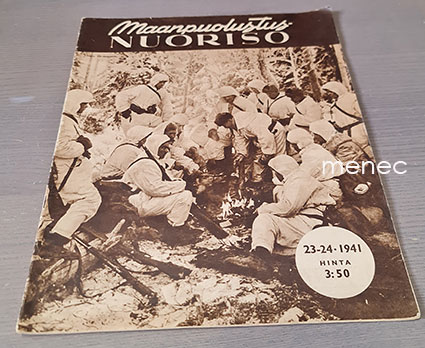 Maanpuolustus-
NUORISO
menec
23-24 · 1941
HINTA
3:50